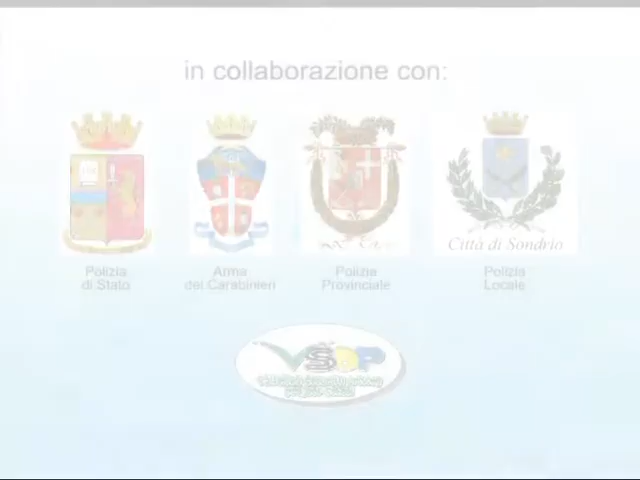 in collaborazione con:
Città di Sondrio
Polizia
di Stato
Arma
dei Carabinieri
Polizia
Provinciale
Polizia
Locale